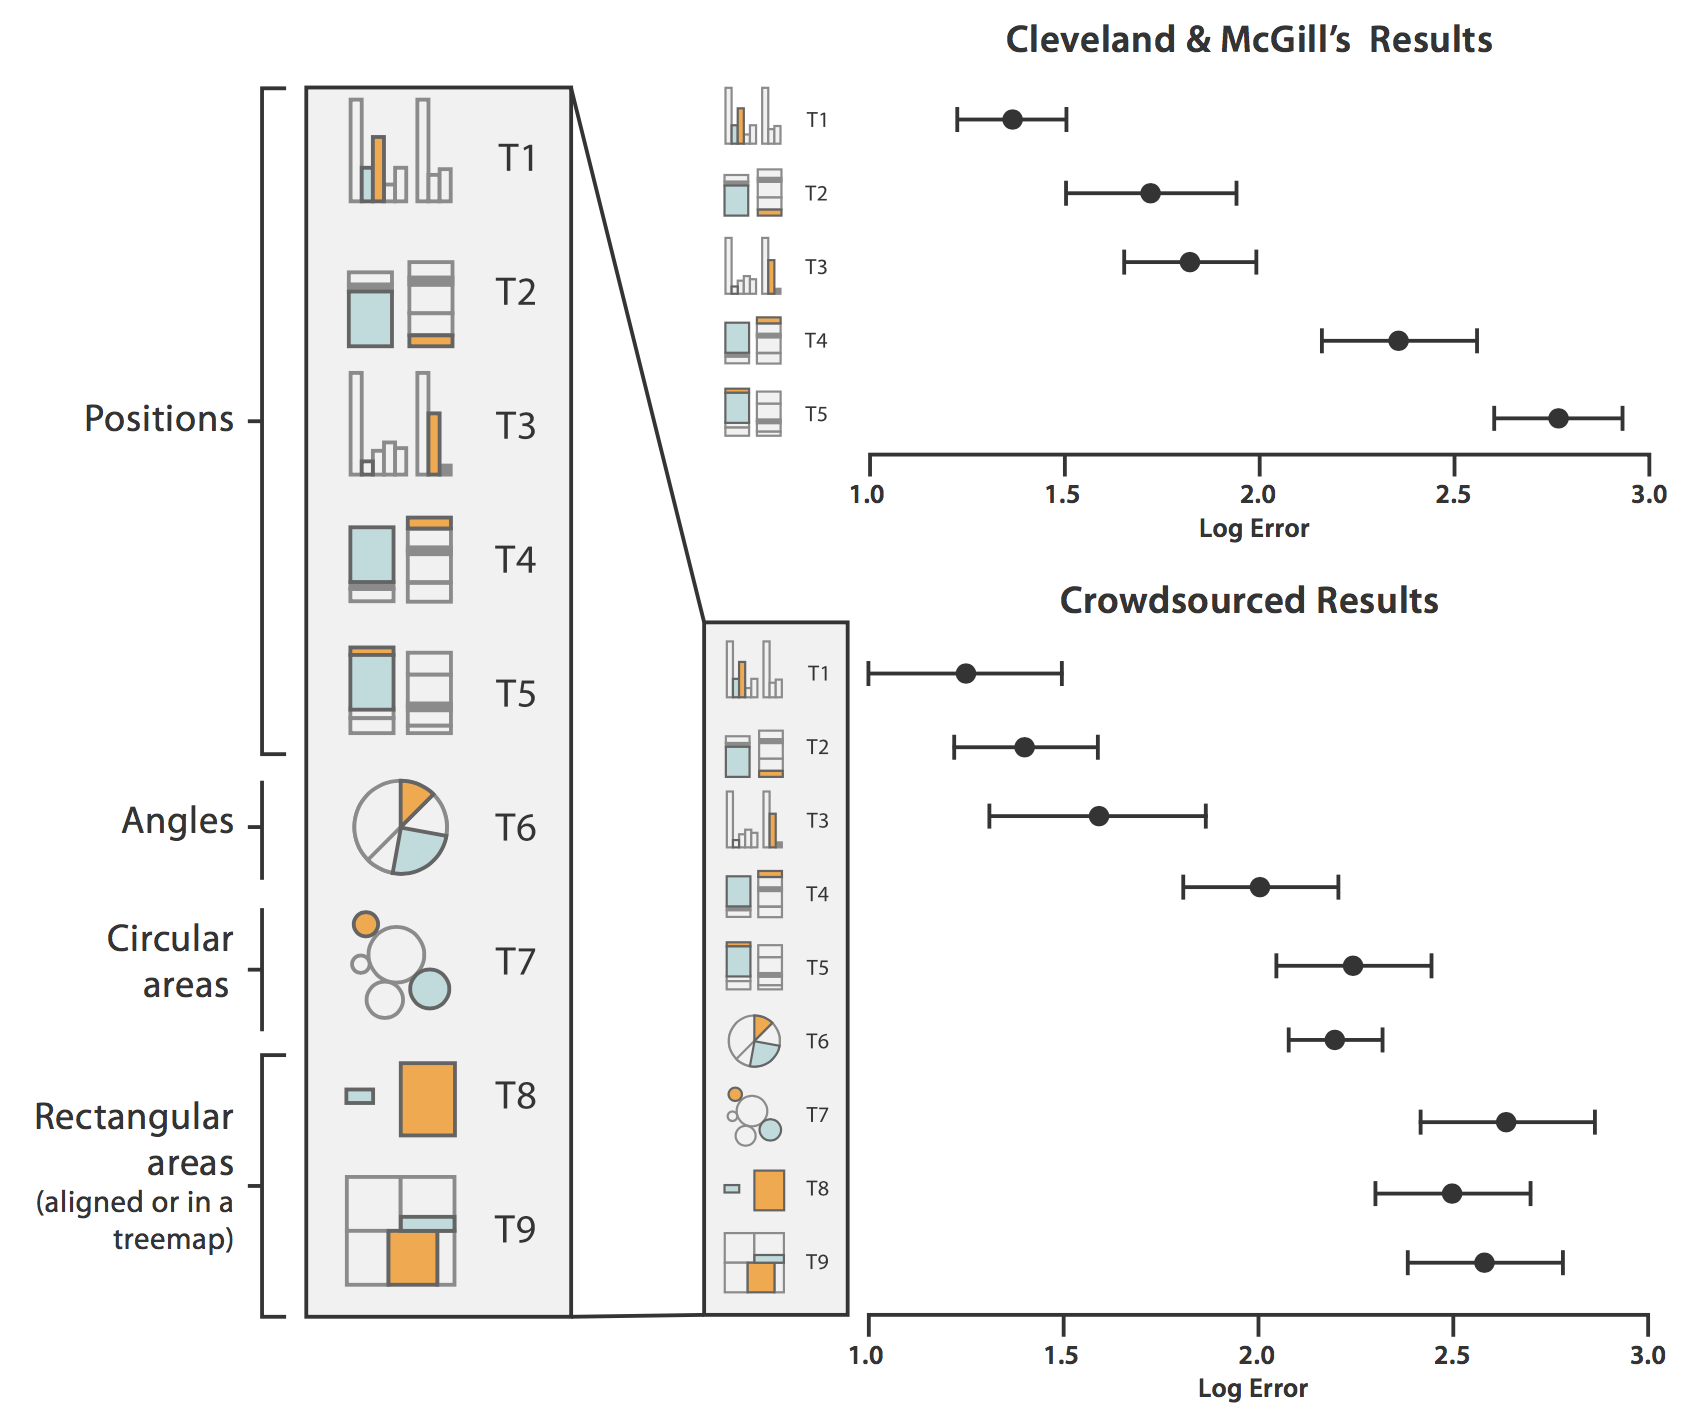 Positions
Angles
Circular
areas
Rectangular
areas
(aligned or in a
treemap)
T1
T2
T3
T4
T5
T6
T7
T8
T9
Cleveland & McGill’s  Results
T1
T2
T3
T4
T5
1.0 1.5 2.0 2.5 3.0
Log Error
Crowdsourced Results
T1
T2
T3
T4
T5
T6
T7
T8
T9
1.0 1.5 2.0 2.5 3.0
Log Error